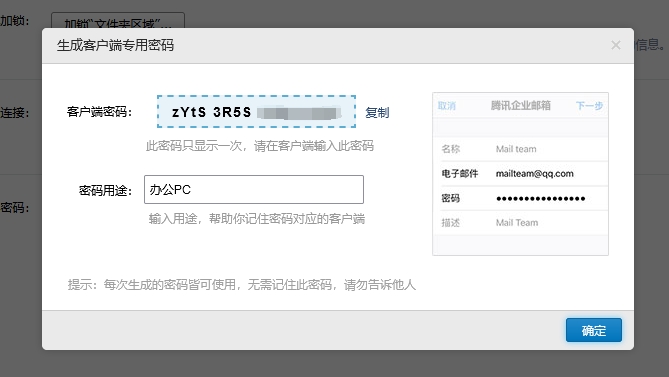 加锁:
加锁"文件夹区域"...
信息。
连接:
密码:
生成客户端专用密码
×
客户端密码:
zYtS 3R5S
复制
此密码只显示一次，请在客户端输入此密码
密码用途:
办公PC
输入用途，帮助你记住密码对应的客户端
取消 腾讯企业邮箱 下一步
名称 Mail team
电子邮件 mailteam@qq.com
密码 ●●●●●●●●●●●●●●●●
描述 Mail Team
提示：每次生成的密码皆可使用，无需记住此密码，请勿告诉他人
确定